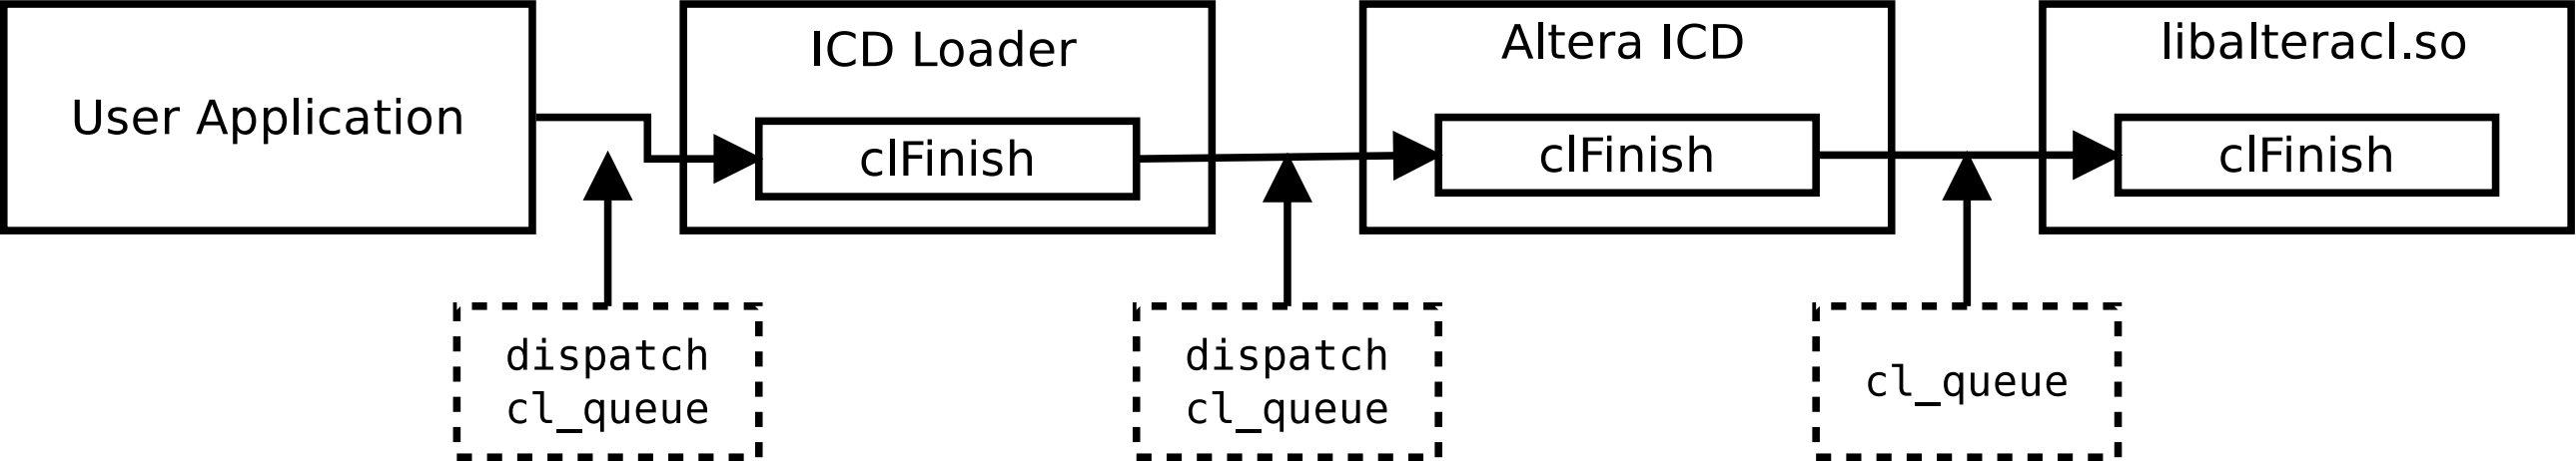 User Application
ICD Loader
clFinish
Altera ICD
clFinish
libalteracl.so
clFinish
dispatch
cl_queue
dispatch
cl_queue
cl_queue